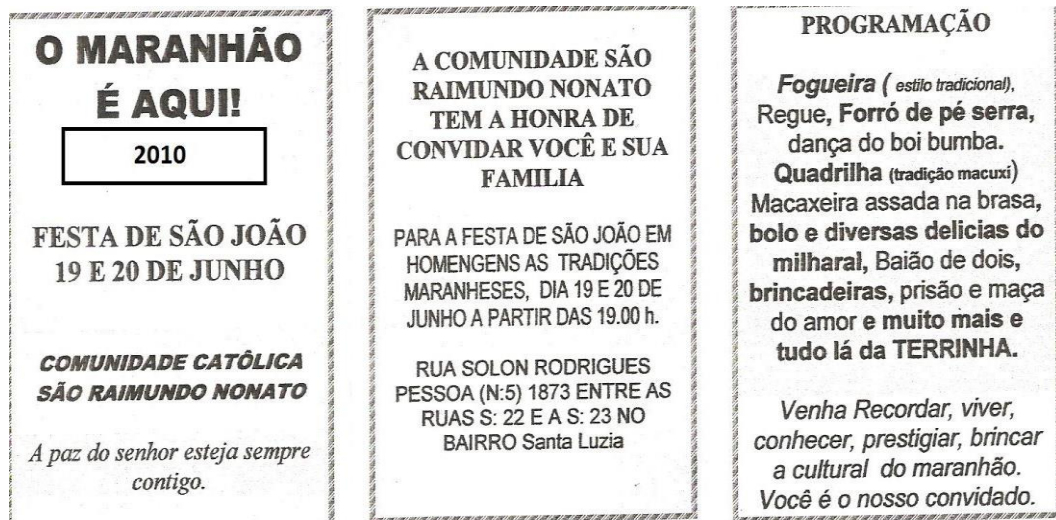 O MARANHÃO
É AQUI!
2010
FESTA DE SÃO JOÃO
19 E 20 DE JUNHO
COMUNIDADE CATÔLICA
SÃO RAIMUNDO NONATO
A paz do senhor esteja sempre
contigo.
A COMUNIDADE SÃO
RAIMUNDO NONATO
TEM A HONRA DE
CONVIDAR VOCÊ E SUA
FAMILIA
PARA A FESTA DE SÃO JOÃO EM
HOMENGENS AS TRADIÇÕES
MARANHESES, DIA 19 E 20 DE
JUNHO A PARTIR DAS 19.00 h.
RUA SOLON RODRIGUES
PESSOA (N:5) 1873 ENTRE AS
RUAS S: 22 E A S: 23 NO
BAIRRO Santa Luzia
PROGRAMAÇÃO
Fogueira ( estilo tradicional),
Regue, Forró de pé serra,
dança do boi bumba.
Quadrilha (tradição macuxi)
Macaxeira assada na brasa,
bolo e diversas delicias do
milharal, Baião de dois,
brincadeiras, prisão e maça
do amor e muito mais e
tudo lá da TERRINHA.
Venha Recordar, viver,
conhecer, prestigiar, brincar
a cultural do maranhão.
Você é o nosso convidado.